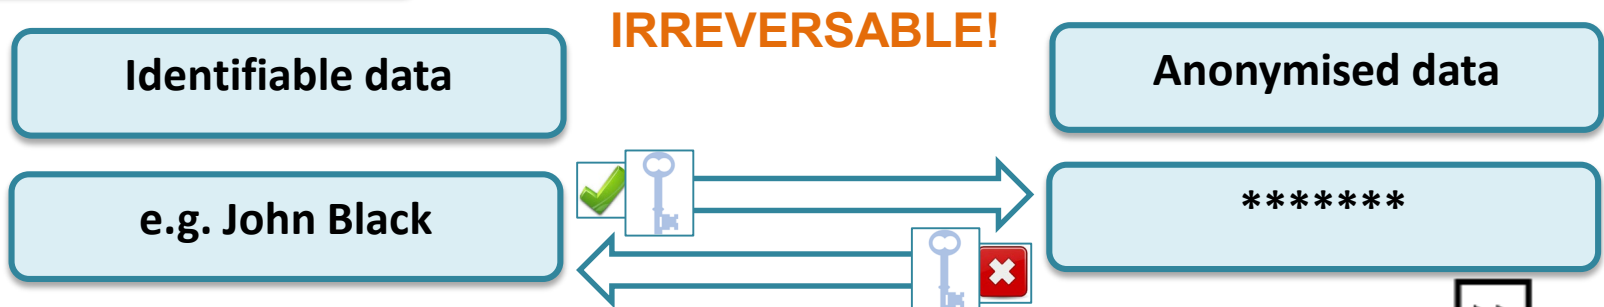 IRREVERSABLE!
Identifiable data
Anonymised data
e.g. John Black
*******